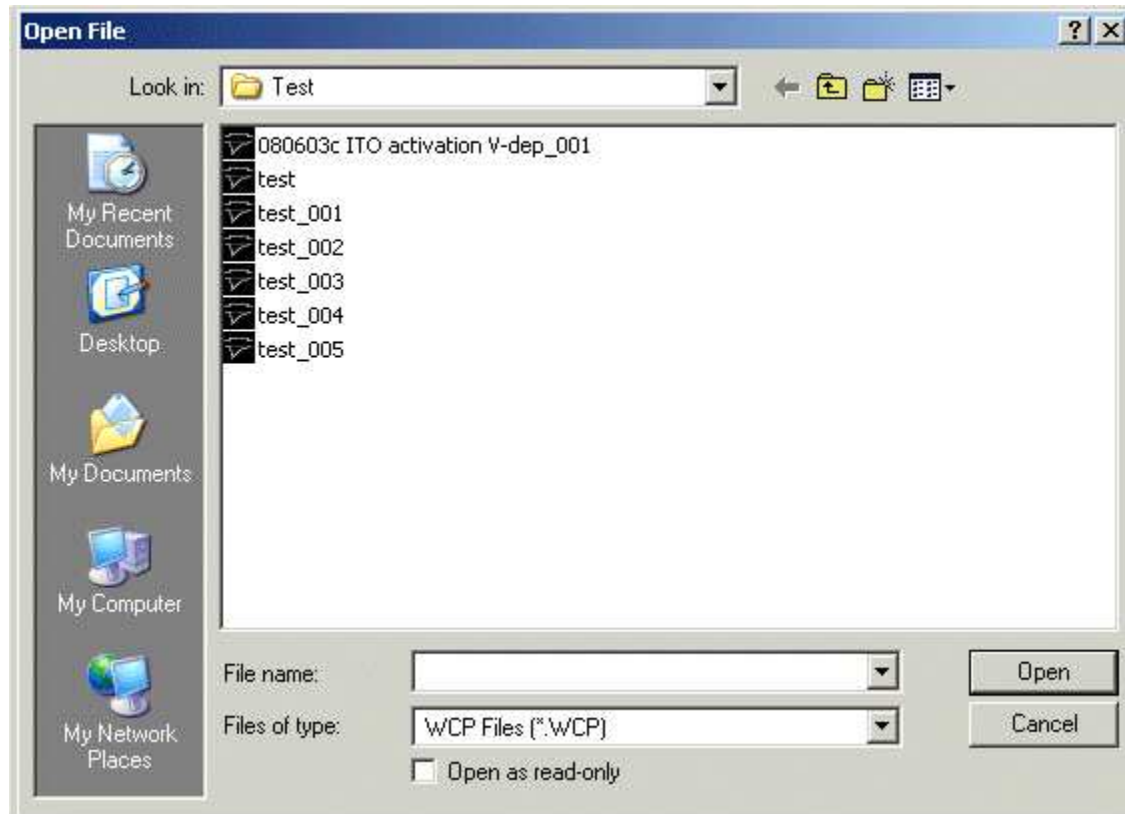 Open File
Look in: Test
My Recent
Documents
Desktop
My Documents
My Computer
My Network
Places
080603c ITO activation V-dep_001
test
test_001
test_002
test_003
test_004
test_005
File name:
Open
Files of type: WCP Files (*.WCP)
Cancel
Open as read-only